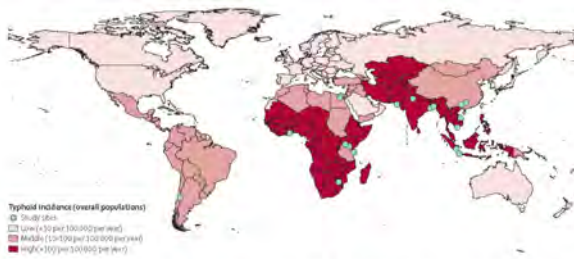 Typhoid incidence (overall populations)
Study sites
Low (<10 per 100 000 per year)
Middle (10–100 per 100 000 per year)
High (>100 per 100 000 per year)